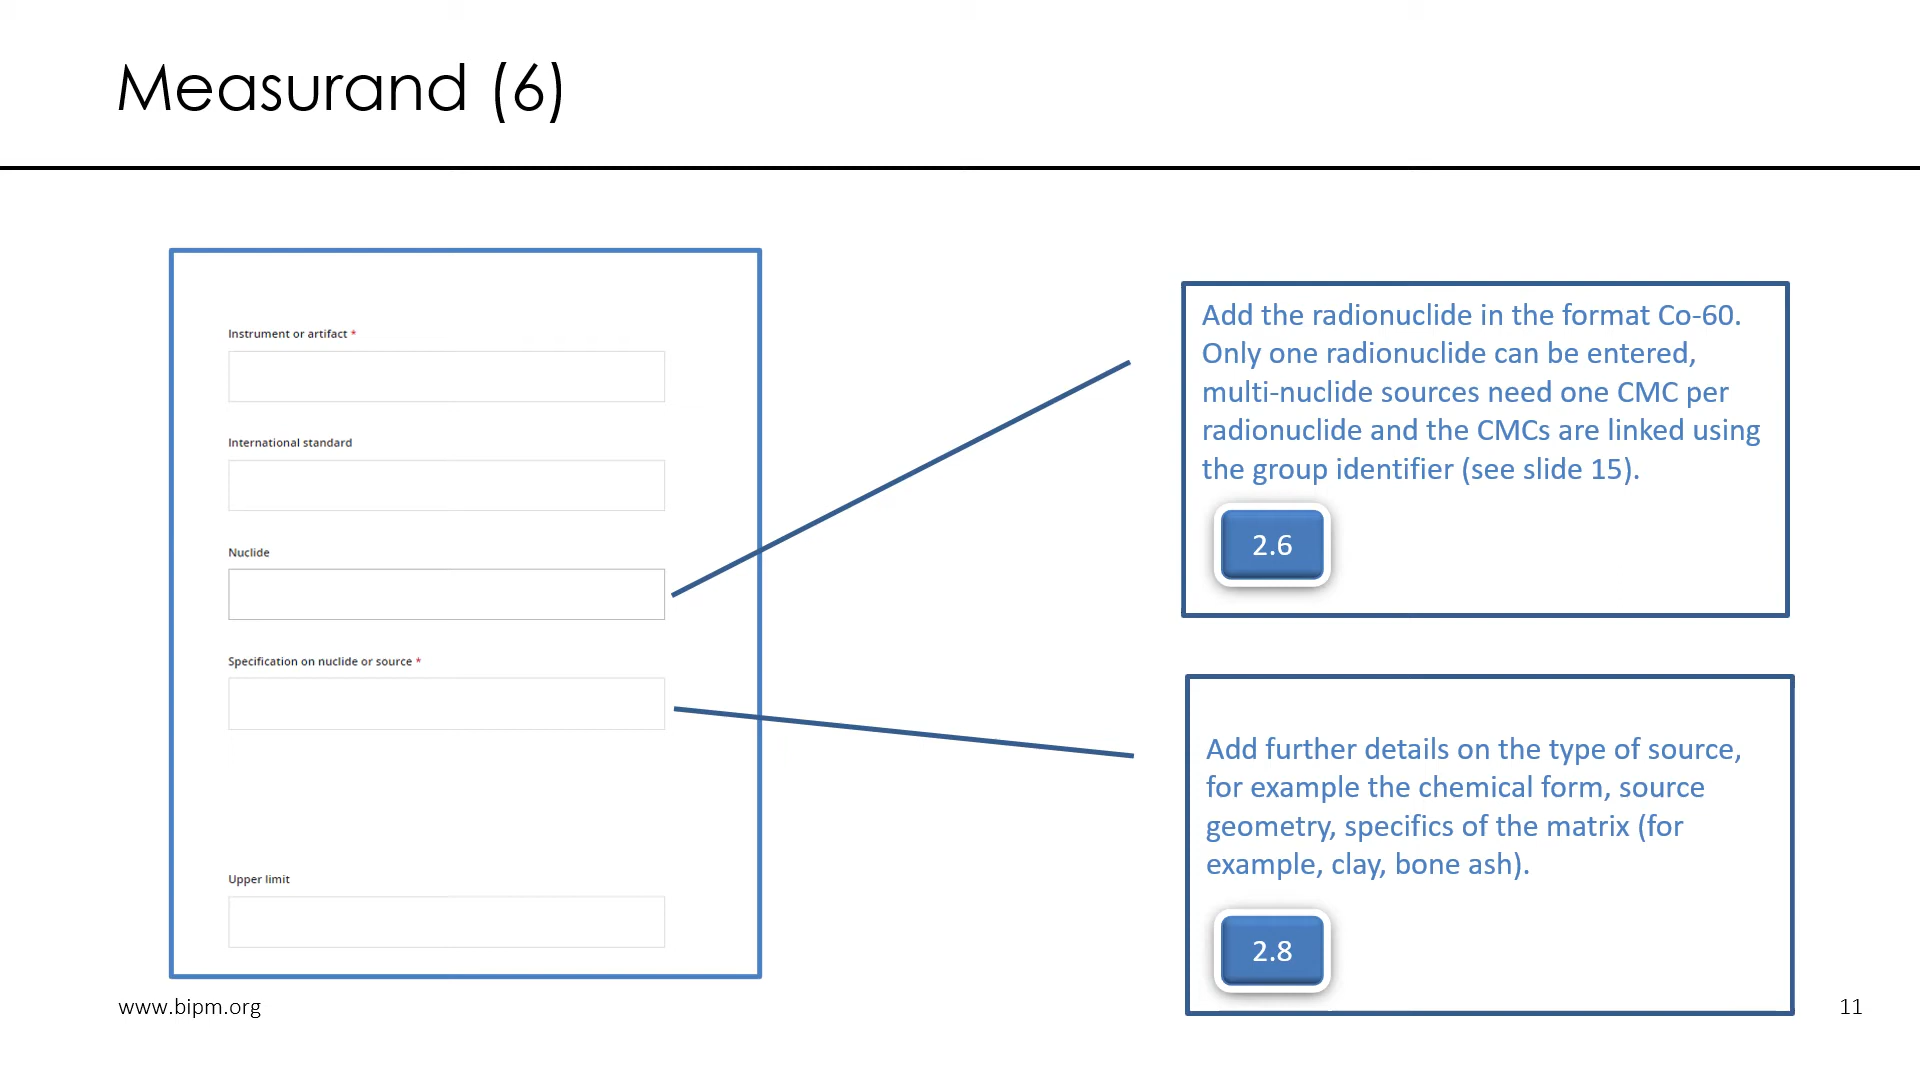 Measurand (6)
Instrument or artifact *
International standard
Nuclide
Specification on nuclide or source *
Upper limit
Add the radionuclide in the format Co-60.
Only one radionuclide can be entered,
multi-nuclide sources need one CMC per
radionuclide and the CMCs are linked using
the group identifier (see slide 15).
2.6
Add further details on the type of source,
for example the chemical form, source
geometry, specifics of the matrix (for
example, clay, bone ash).
2.8
www.bipm.org
11